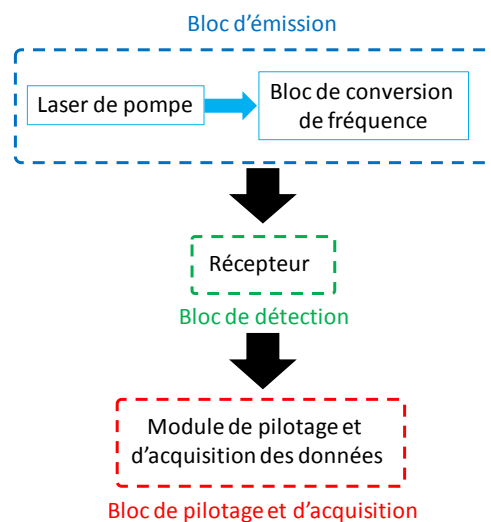 Bloc d'émission
Laser de pompe
Bloc de conversion
de fréquence
Récepteur
Bloc de détection
Module de pilotage et
d'acquisition des données
Bloc de pilotage et d'acquisition